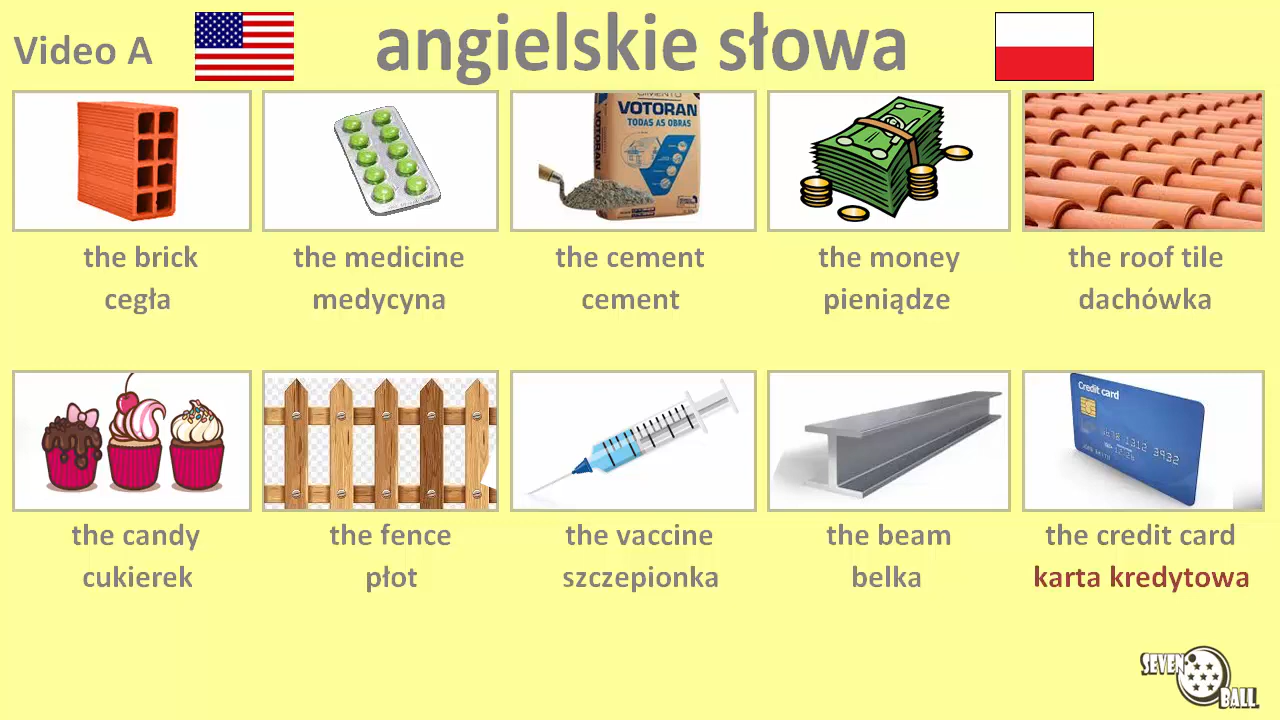 Video A
angielskie słowa
CIMENTO
VOTORAN
TODAS AS OBRAS
VOTORAN
the brick
the medicine
the cement
the money
the roof tile
cegła
medycyna
cement
pieniądze
dachówka
Credit card
the candy
the fence
the vaccine
the beam
the credit card
cukierek
płot
szczepionka
belka
karta kredytowa
SEVEN
BALL